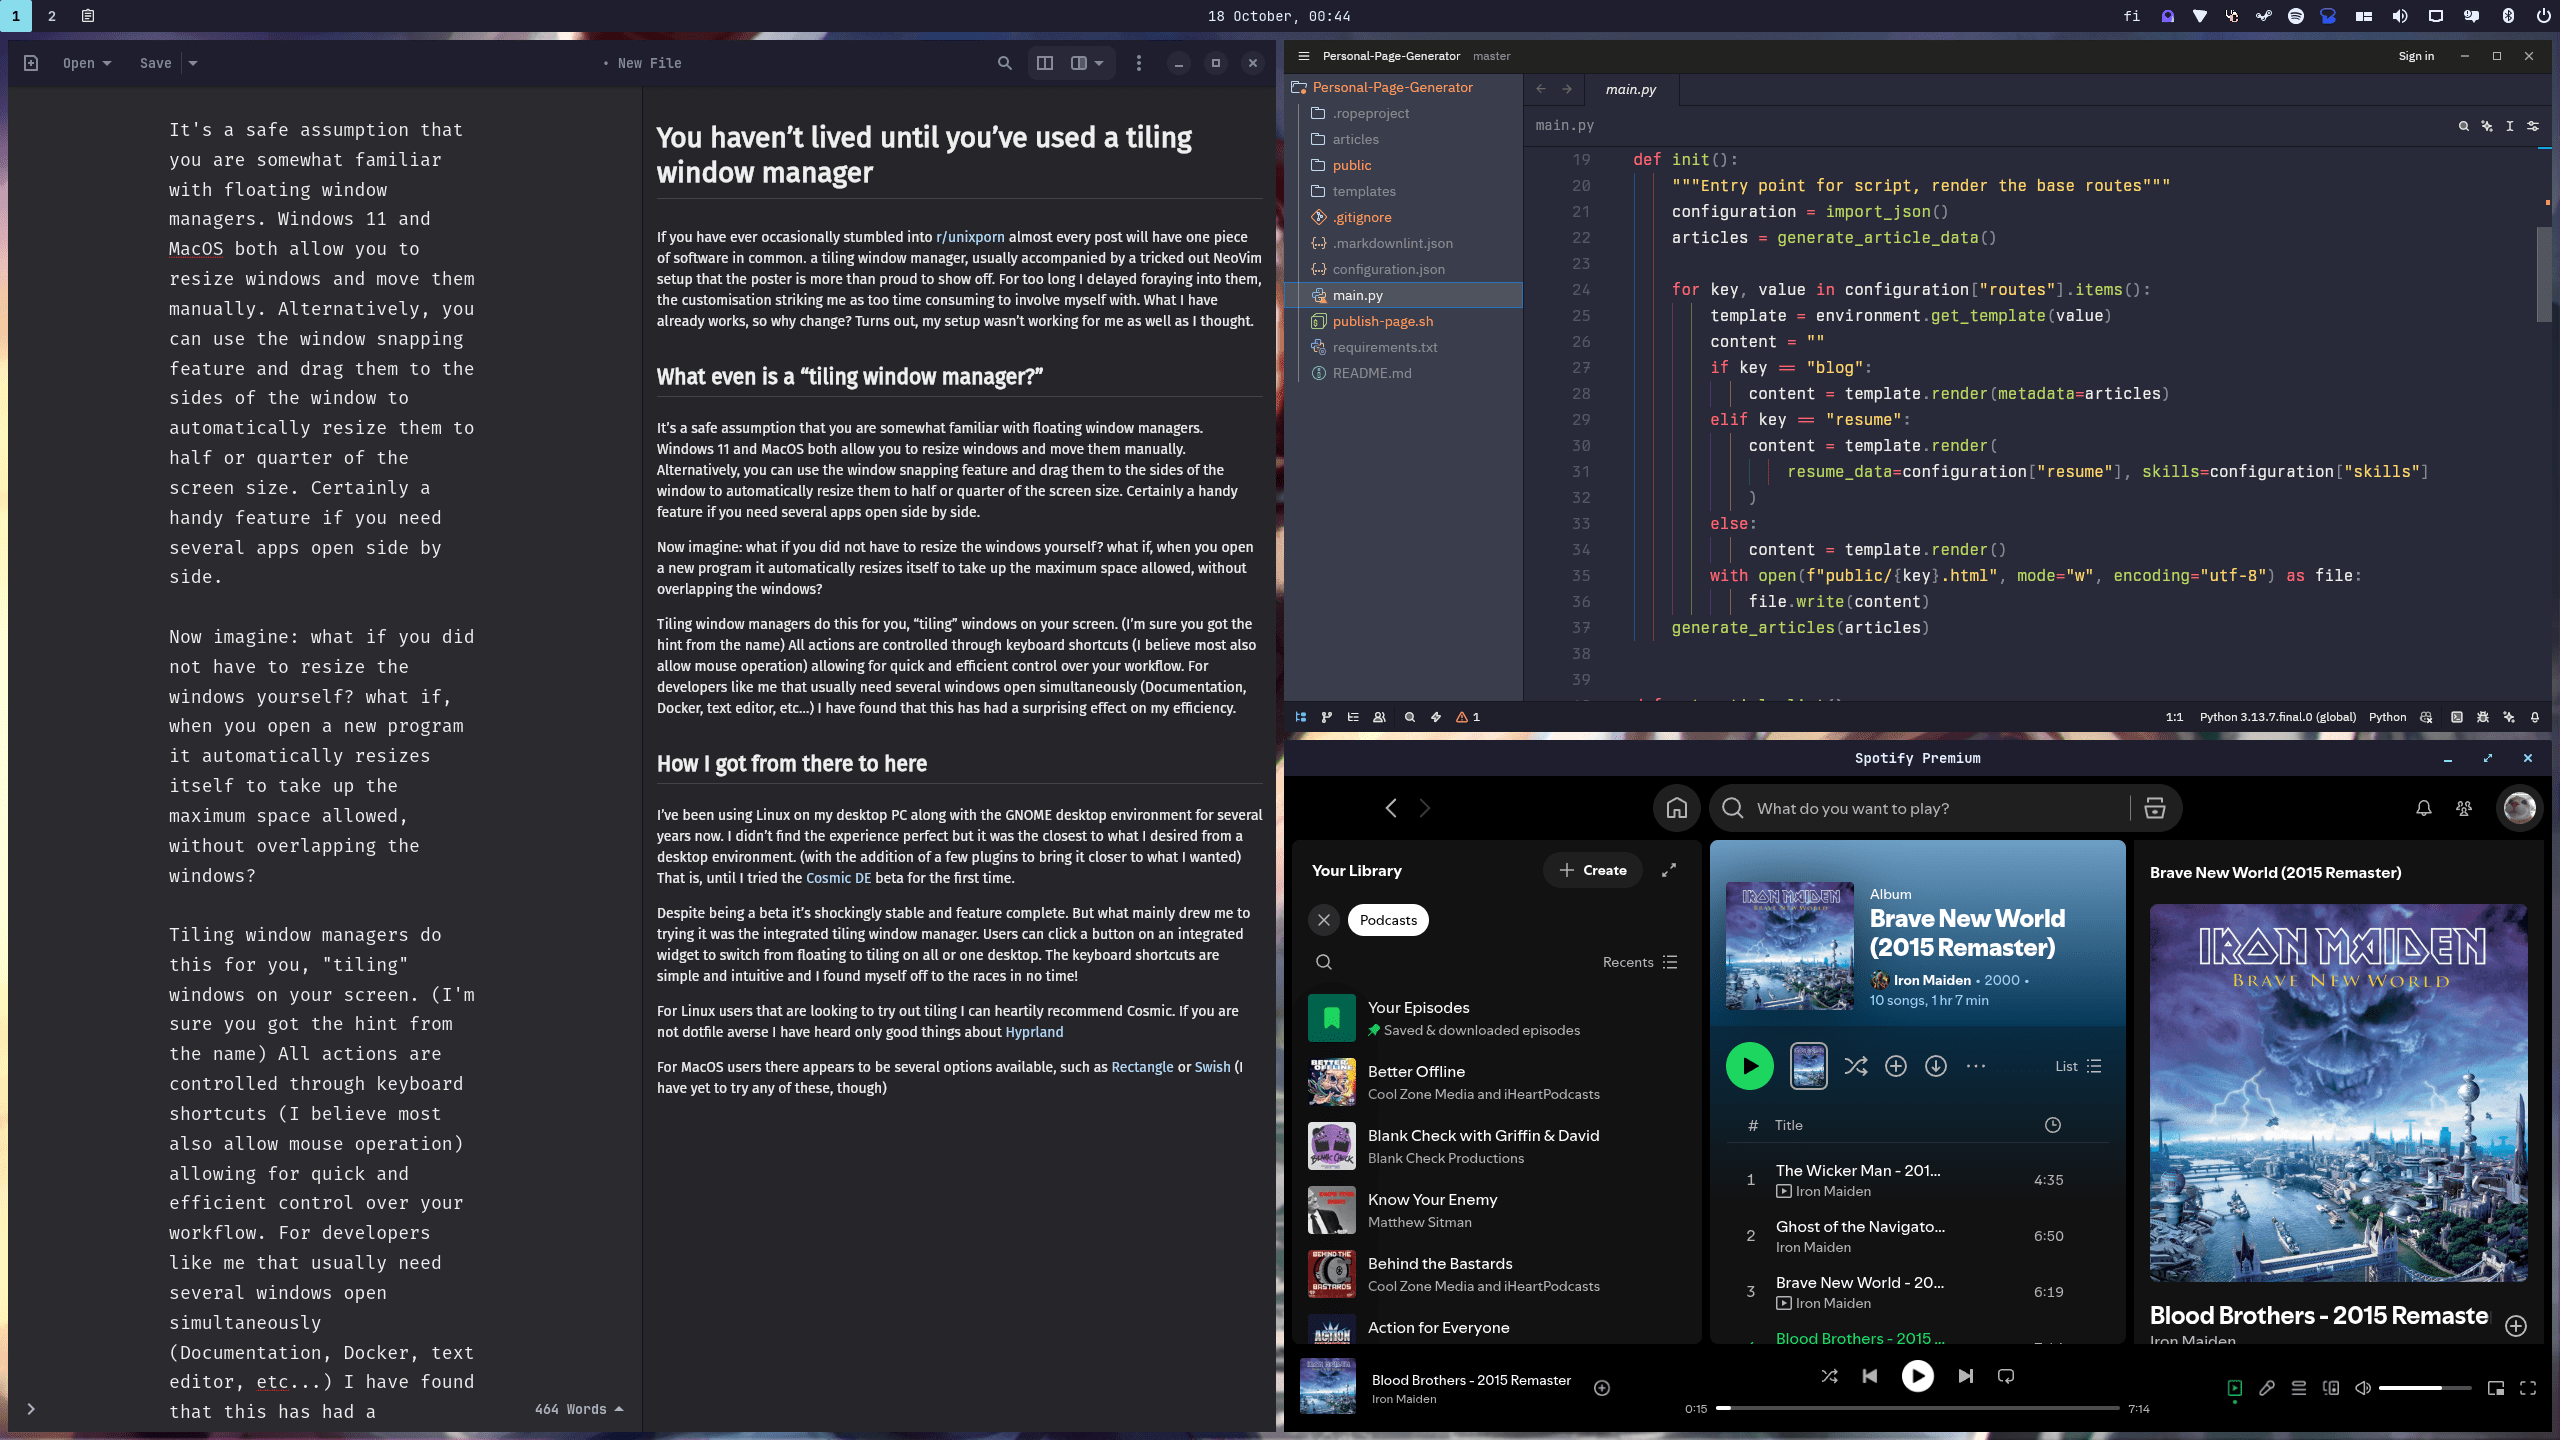 1 2 18 October, 00:44 fi
Open Save • New File
It's a safe assumption that
you are somewhat familiar
with floating window
managers. Windows 11 and
MacOS both allow you to
resize windows and move them
manually. Alternatively, you
can use the window snapping
feature and drag them to the
sides of the window to
automatically resize them to
half or quarter of the
screen size. Certainly a
handy feature if you need
several apps open side by
side.
Now imagine: what if you did
not have to resize the
windows yourself? what if,
when you open a new program
it automatically resizes
itself to take up the
maximum space allowed,
without overlapping the
windows?
Tiling window managers do
this for you, "tiling"
windows on your screen. (I'm
sure you got the hint from
the name) All actions are
controlled through keyboard
shortcuts (I believe most
also allow mouse operation)
allowing for quick and
efficient control over your
workflow. For developers
like me that usually need
several windows open
simultaneously
(Documentation, Docker, text
editor, etc...) I have found
that this has had a
464 Words
You haven’t lived until you’ve used a tiling
window manager
If you have ever occasionally stumbled into r/unixporn almost every post will have one piece
of software in common. a tiling window manager, usually accompanied by a tricked out NeoVim
setup that the poster is more than proud to show off. For too long I delayed foraying into them,
the customisation striking me as too time consuming to involve myself with. What I have
already works, so why change? Turns out, my setup wasn’t working for me as well as I thought.
What even is a “tiling window manager?”
It’s a safe assumption that you are somewhat familiar with floating window managers.
Windows 11 and MacOS both allow you to resize windows and move them manually.
Alternatively, you can use the window snapping feature and drag them to the sides of the
window to automatically resize them to half or quarter of the screen size. Certainly a handy
feature if you need several apps open side by side.
Now imagine: what if you did not have to resize the windows yourself? what if, when you open
a new program it automatically resizes itself to take up the maximum space allowed, without
overlapping the windows?
Tiling window managers do this for you, “tiling” windows on your screen. (I’m sure you got the
hint from the name) All actions are controlled through keyboard shortcuts (I believe most also
allow mouse operation) allowing for quick and efficient control over your workflow. For
developers like me that usually need several windows open simultaneously (Documentation,
Docker, text editor, etc…) I have found that this has had a surprising effect on my efficiency.
How I got from there to here
I’ve been using Linux on my desktop PC along with the GNOME desktop environment for several
years now. I didn’t find the experience perfect but it was the closest to what I desired from a
desktop environment. (with the addition of a few plugins to bring it closer to what I wanted)
That is, until I tried the Cosmic DE beta for the first time.
Despite being a beta it’s shockingly stable and feature complete. But what mainly drew me to
trying it was the integrated tiling window manager. Users can click a button on an integrated
widget to switch from floating to tiling on all or one desktop. The keyboard shortcuts are
simple and intuitive and I found myself off to the races in no time!
For Linux users that are looking to try out tiling I can heartily recommend Cosmic. If you are
not dotfile averse I have heard only good things about Hyprland
For MacOS users there appears to be several options available, such as Rectangle or Swish (I
have yet to try any of these, though)
Personal-Page-Generator master Sign in
Personal-Page-Generator
.ropeproject
articles
public
templates
.gitignore
.markdownlint.json
configuration.json
main.py
publish-page.sh
requirements.txt
README.md
main.py
main.py
19 def init():
20 """Entry point for script, render the base routes"""
21 configuration = import_json()
22 articles = generate_article_data()
23
24 for key, value in configuration["routes"].items():
25 template = environment.get_template(value)
26 content = ""
27 if key == "blog":
28 content = template.render(metadata=articles)
29 elif key == "resume":
30 content = template.render(
31 resume_data=configuration["resume"], skills=configuration["skills"]
32 )
33 else:
34 content = template.render()
35 with open(f"public/{key}.html", mode="w", encoding="utf-8") as file:
36 file.write(content)
37 generate_articles(articles)
38
39
1 1:1 Python 3.13.7.final.0 (global) Python
Spotify Premium
What do you want to play?
Your Library Create
Podcasts
Recents
Your Episodes
Saved & downloaded episodes
Better Offline
Cool Zone Media and iHeartPodcasts
Blank Check with Griffin & David
Blank Check Productions
Know Your Enemy
Matthew Sitman
Behind the Bastards
Cool Zone Media and iHeartPodcasts
Action for Everyone
Album
Brave New World
(2015 Remaster)
Iron Maiden • 2000 •
10 songs, 1 hr 7 min
List
# Title
1 The Wicker Man - 201... 4:35
Iron Maiden
2 Ghost of the Navigato... 6:50
Iron Maiden
3 Brave New World - 20... 6:19
Iron Maiden
Blood Brothers - 2015 ...
Brave New World (2015 Remaster)
IRON MAIDEN
BRAVE NEW WORLD
Blood Brothers - 2015 Remaste
Iron Maiden
Blood Brothers - 2015 Remaster
Iron Maiden
0:15 7:14